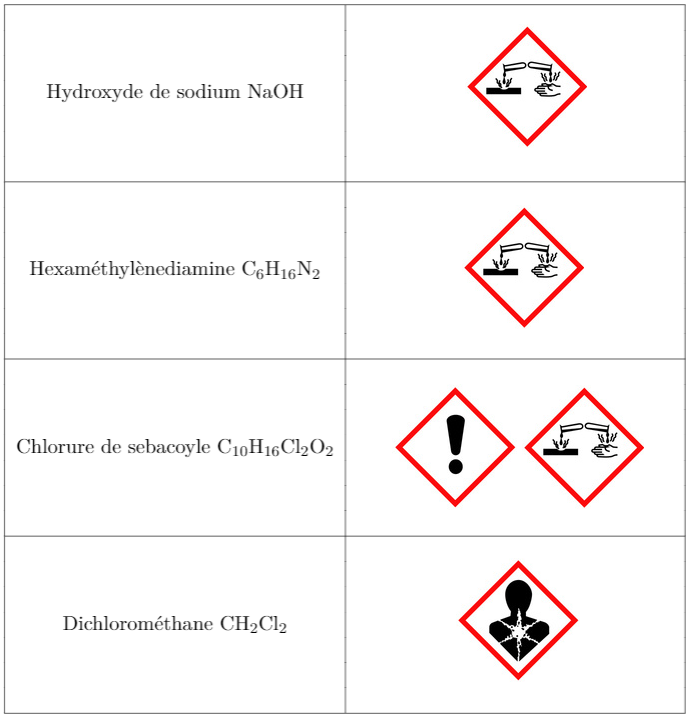 Hydroxyde de sodium NaOH
Hexaméthylènediamine C₆H₁₆N₂
Chlorure de sebacoyle C₁₀H₁₆Cl₂O₂
Dichlorométhane CH₂Cl₂